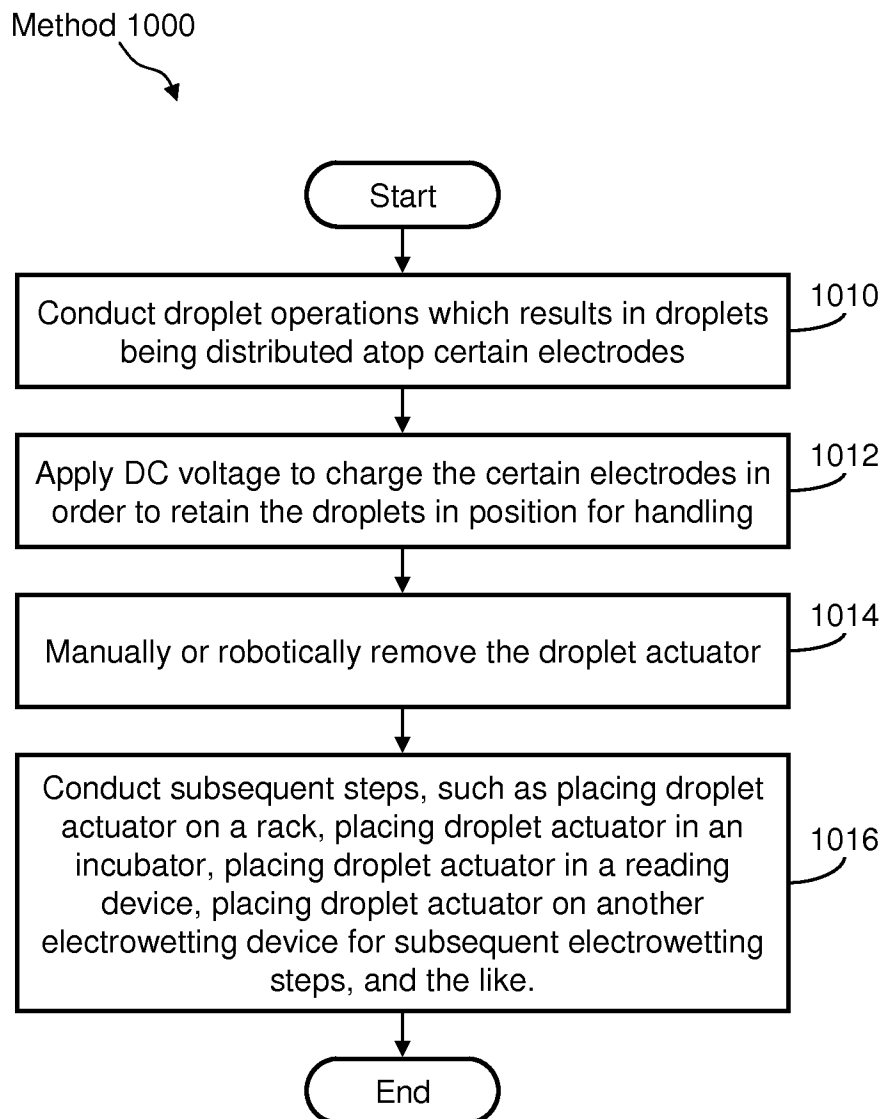 Method 1000
Start
Conduct droplet operations which results in droplets
being distributed atop certain electrodes
1010
Apply DC voltage to charge the certain electrodes in
order to retain the droplets in position for handling
1012
Manually or robotically remove the droplet actuator
1014
Conduct subsequent steps, such as placing droplet
actuator on a rack, placing droplet actuator in an
incubator, placing droplet actuator in a reading
device, placing droplet actuator on another
electrowetting device for subsequent electrowetting
steps, and the like.
1016
End